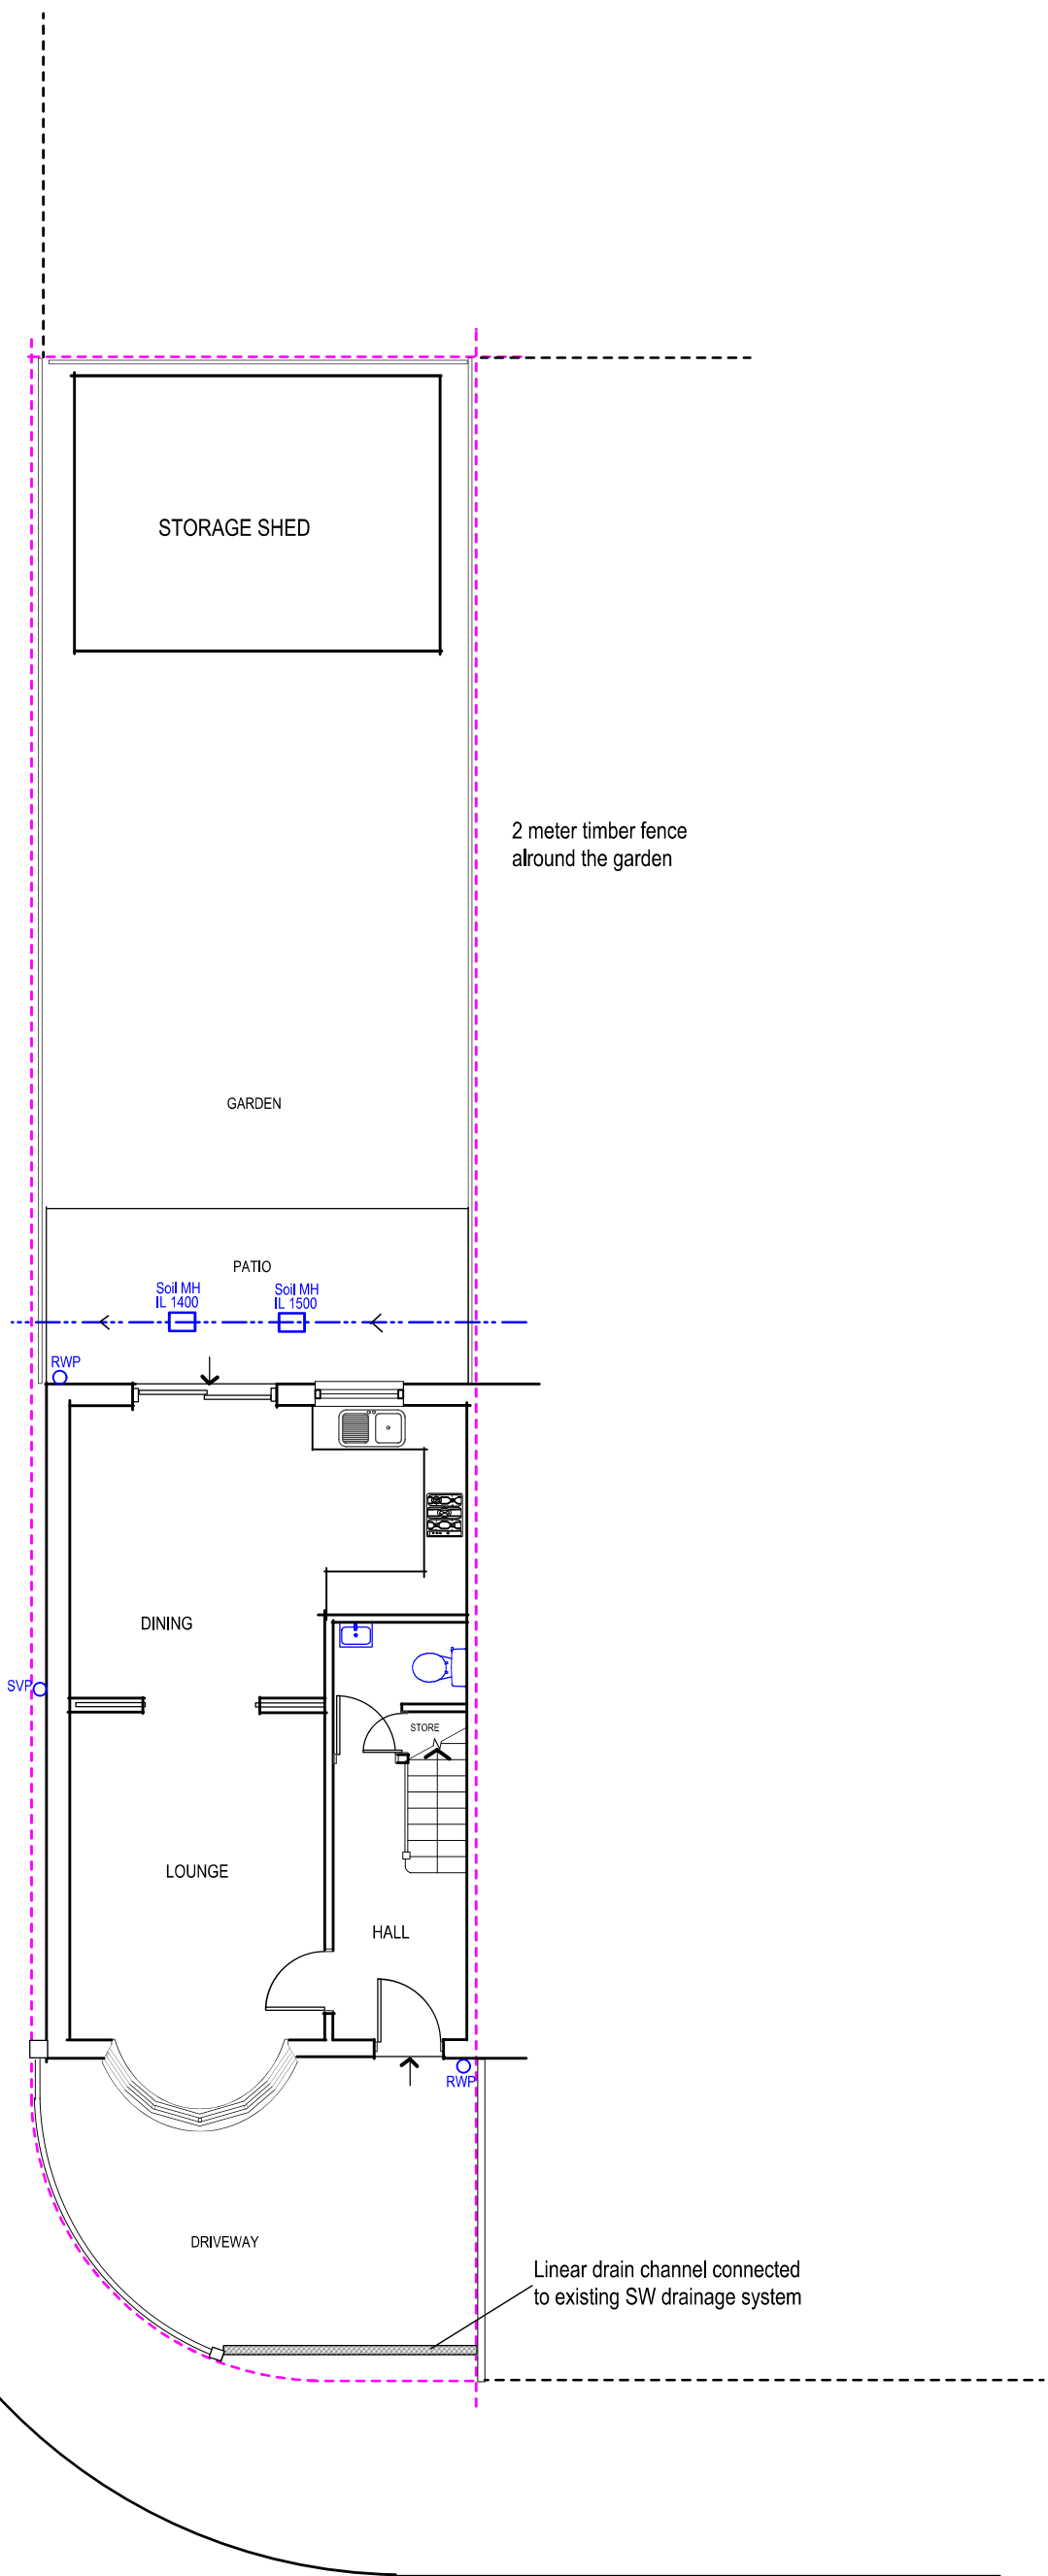 STORAGE SHED
2 meter timber fence
alround the garden
GARDEN
PATIO
Soil MH
IL 1400
Soil MH
IL 1500
RWP
DINING
SVP
STORE
LOUNGE
HALL
RWP
DRIVEWAY
Linear drain channel connected
to existing SW drainage system